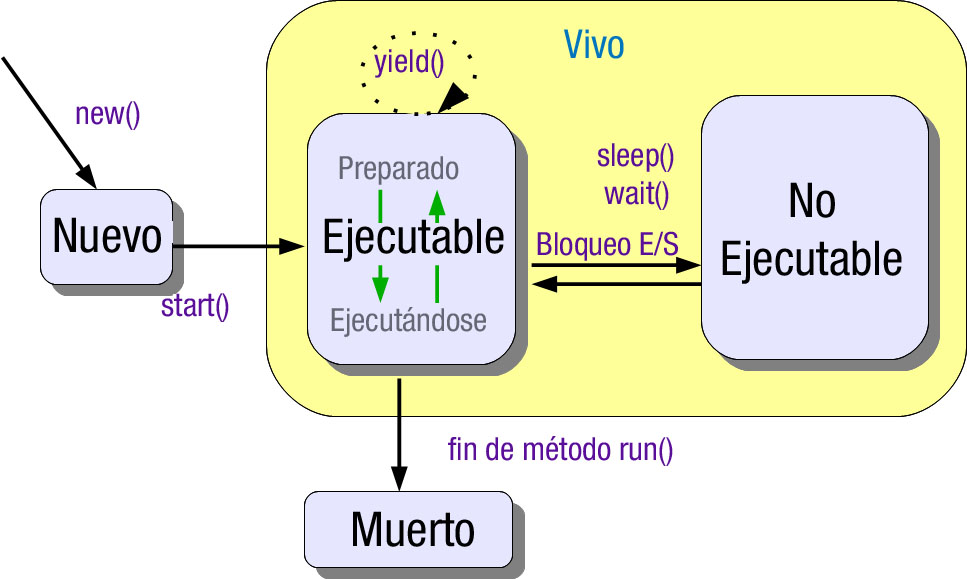 Vivo
yield()
new()
Preparado
sleep()
wait()
No
Ejecutable
Nuevo
Ejecutable
Bloqueo E/S
start()
Ejecutándose
fin de método run()
Muerto